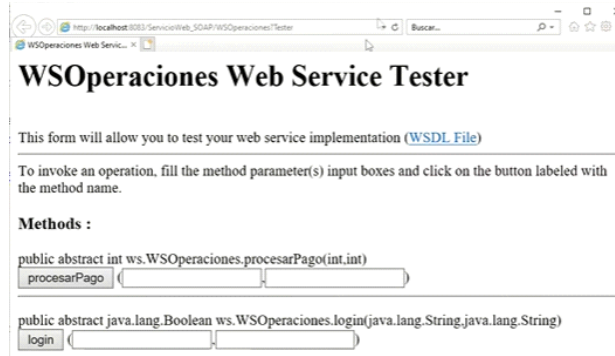 http://localhost:8083/ServicioWeb_SOAP/WSOperaciones?Tester
Buscar...
WSOperaciones Web Servic...
WSOperaciones Web Service Tester
This form will allow you to test your web service implementation (WSDL File)
To invoke an operation, fill the method parameter(s) input boxes and click on the button labeled with
the method name.
Methods :
public abstract int ws.WSOperaciones.procesarPago(int,int)
procesarPago ( , )
public abstract java.lang.Boolean ws.WSOperaciones.login(java.lang.String,java.lang.String)
login ( , )